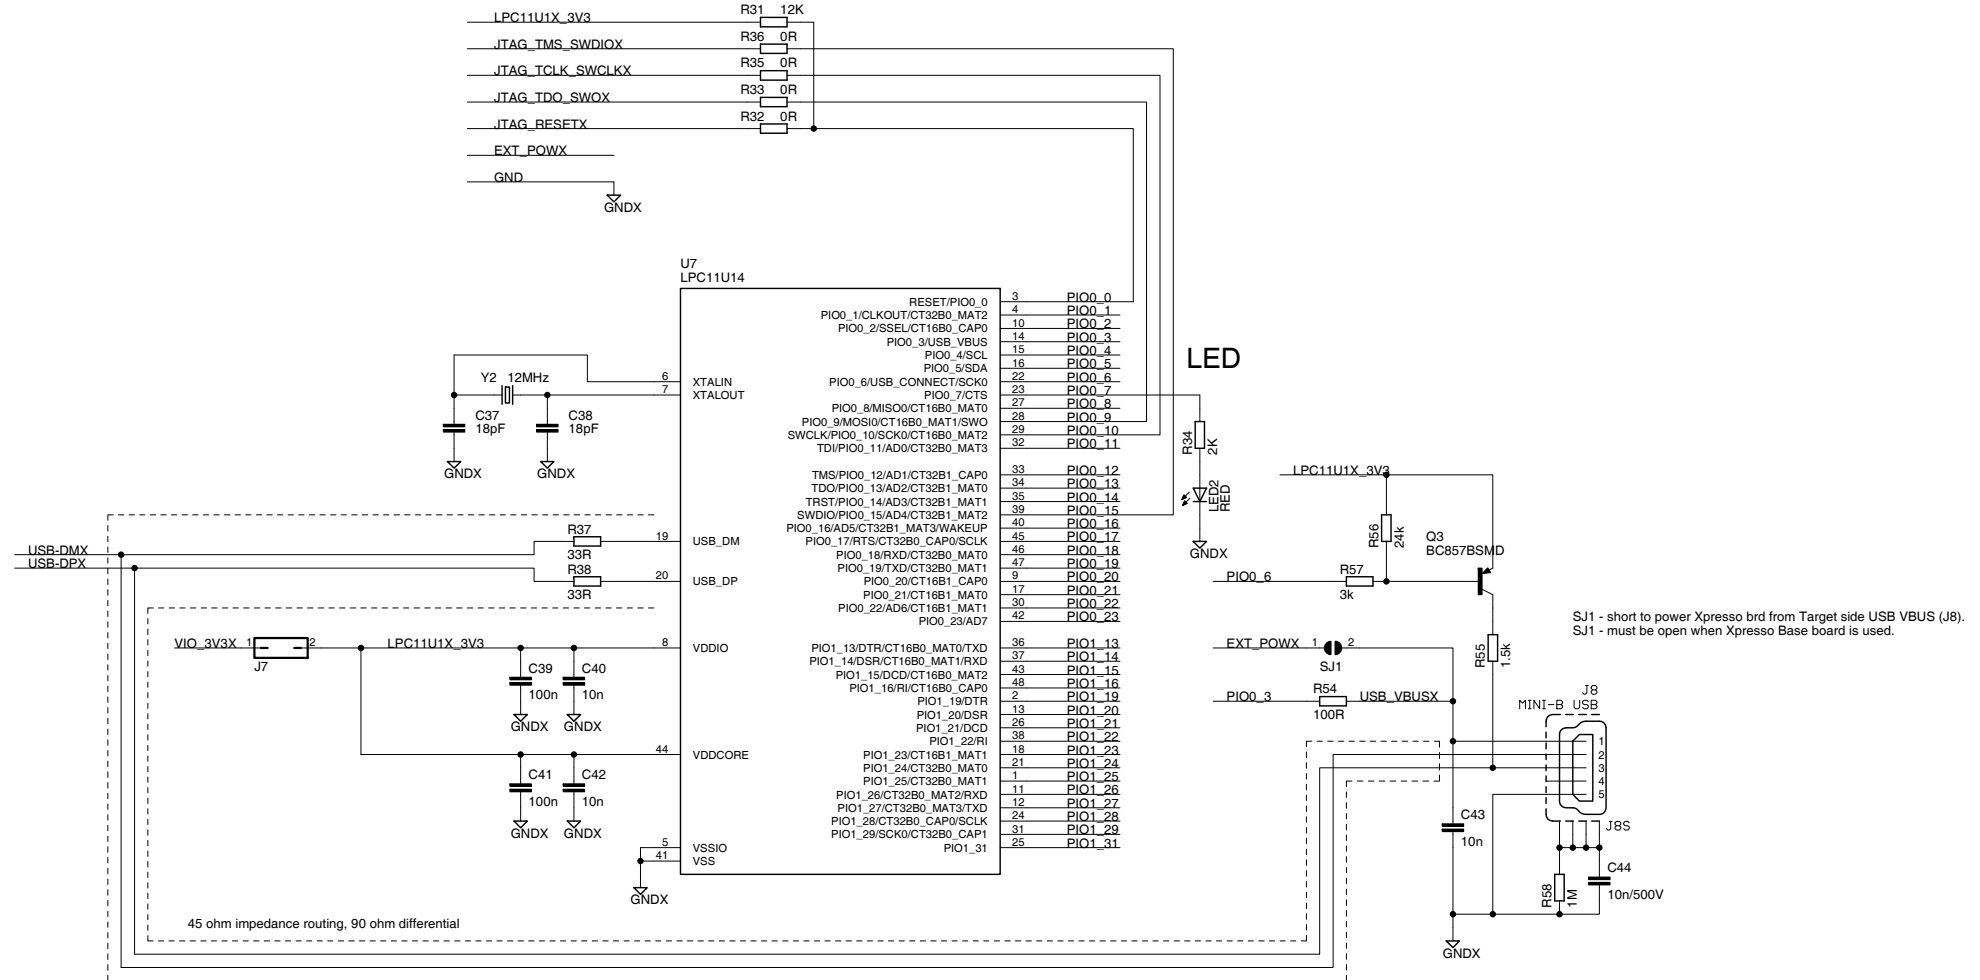 LPC11U1X_3V3 R31 12K
JTAG_TMS_SWDIOX R36 0R
JTAG_TCLK_SWCLKX R35 0R
JTAG_TDO_SWOX R33 0R
JTAG_RESETX R32 0R
EXT_POWX
GND
GNDX
U7
LPC11U14
RESET/PIO0_0 3 PIO0_0
PIO0_1/CLKOUT/CT32B0_MAT2 4 PIO0_1
PIO0_2/SSEL/CT16B0_CAP0 10 PIO0_2
PIO0_3/USB_VBUS 14 PIO0_3
PIO0_4/SCL 15 PIO0_4
PIO0_5/SDA 16 PIO0_5
PIO0_6/USB_CONNECT/SCK0 22 PIO0_6
PIO0_7/CTS 23 PIO0_7
PIO0_8/MISO0/CT16B0_MAT0 27 PIO0_8
PIO0_9/MOSI0/CT16B0_MAT1/SWO 28 PIO0_9
SWCLK/PIO0_10/SCK0/CT16B0_MAT2 29 PIO0_10
TDI/PIO0_11/AD0/CT32B0_MAT3 32 PIO0_11
TMS/PIO0_12/AD1/CT32B1_CAP0 33 PIO0_12
TDO/PIO0_13/AD2/CT32B1_MAT0 34 PIO0_13
TRST/PIO0_14/AD3/CT32B1_MAT1 35 PIO0_14
SWDIO/PIO0_15/AD4/CT32B1_MAT2 39 PIO0_15
PIO0_16/AD5/CT32B1_MAT3/WAKEUP 40 PIO0_16
PIO0_17/RTS/CT32B0_CAP0/SCLK 45 PIO0_17
PIO0_18/RXD/CT32B0_MAT0 46 PIO0_18
PIO0_19/TXD/CT32B0_MAT1 47 PIO0_19
PIO0_20/CT16B1_CAP0 9 PIO0_20
PIO0_21/CT16B1_MAT0 17 PIO0_21
PIO0_22/AD6/CT16B1_MAT1 30 PIO0_22
PIO0_23/AD7 42 PIO0_23
PIO1_13/DTR/CT16B0_MAT0/TXD 36 PIO1_13
PIO1_14/DSR/CT16B0_MAT1/RXD 37 PIO1_14
PIO1_15/DCD/CT16B0_MAT2 43 PIO1_15
PIO1_16/RI/CT16B0_CAP0 48 PIO1_16
PIO1_19/DTR 2 PIO1_19
PIO1_20/DSR 13 PIO1_20
PIO1_21/DCD 26 PIO1_21
PIO1_22/RI 38 PIO1_22
PIO1_23/CT16B1_MAT1 18 PIO1_23
PIO1_24/CT32B0_MAT0 21 PIO1_24
PIO1_25/CT32B0_MAT1 1 PIO1_25
PIO1_26/CT32B0_MAT2/RXD 11 PIO1_26
PIO1_27/CT32B0_MAT3/TXD 12 PIO1_27
PIO1_28/CT32B0_CAP0/SCLK 24 PIO1_28
PIO1_29/SCK0/CT32B0_CAP1 31 PIO1_29
PIO1_31 25 PIO1_31
6 XTALIN
7 XTALOUT
Y2 12MHz
C37
18pF
C38
18pF
GNDX
GNDX
USB-DMX
USB-DPX
R37
33R
R38
33R
19 USB_DM
20 USB_DP
VIO_3V3X 1 2
J7
LPC11U1X_3V3
8 VDDIO
C39
100n
C40
10n
GNDX
GNDX
44 VDDCORE
C41
100n
C42
10n
GNDX
GNDX
5 VSSIO
41 VSS
GNDX
45 ohm impedance routing, 90 ohm differential
LED
R34
2K
LED2
RED
GNDX
LPC11U1X_3V3
R56
24k
Q3
BC857BSMD
PIO0_6
R57
3k
EXT_POWX 1 2
SJ1
R55
1.5k
PIO0_3
R54
100R
USB_VBUSX
SJ1 - short to power Xpresso brd from Target side USB VBUS (J8).
SJ1 - must be open when Xpresso Base board is used.
J8
MINI-B USB
1
2
3
4
5
J8S
C43
10n
R58
1M
C44
10n/500V
GNDX